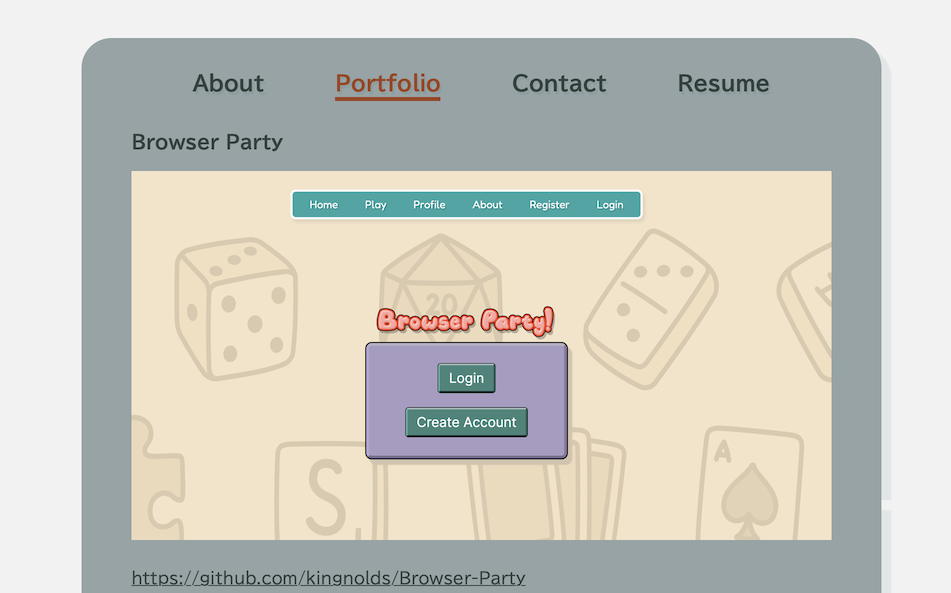 About Portfolio Contact Resume
Browser Party
Home Play Profile About Register Login
20
Browser Party!
Login
Create Account
A
S
https://github.com/kingnolds/Browser-Party